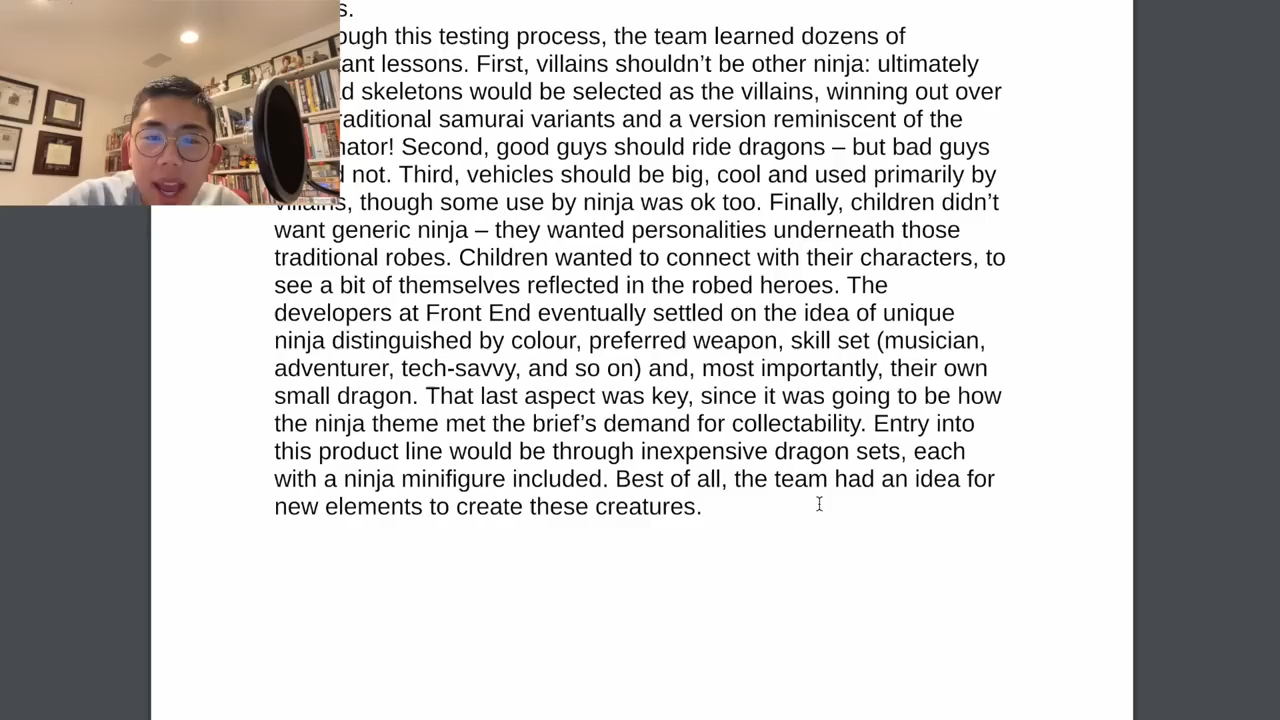 s.
ough this testing process, the team learned dozens of
ant lessons. First, villains shouldn’t be other ninja: ultimately
d skeletons would be selected as the villains, winning out over
raditional samurai variants and a version reminiscent of the
nator! Second, good guys should ride dragons – but bad guys
not. Third, vehicles should be big, cool and used primarily by
villains, though some use by ninja was ok too. Finally, children didn’t
want generic ninja – they wanted personalities underneath those
traditional robes. Children wanted to connect with their characters, to
see a bit of themselves reflected in the robed heroes. The
developers at Front End eventually settled on the idea of unique
ninja distinguished by colour, preferred weapon, skill set (musician,
adventurer, tech-savvy, and so on) and, most importantly, their own
small dragon. That last aspect was key, since it was going to be how
the ninja theme met the brief’s demand for collectability. Entry into
this product line would be through inexpensive dragon sets, each
with a ninja minifigure included. Best of all, the team had an idea for
new elements to create these creatures.